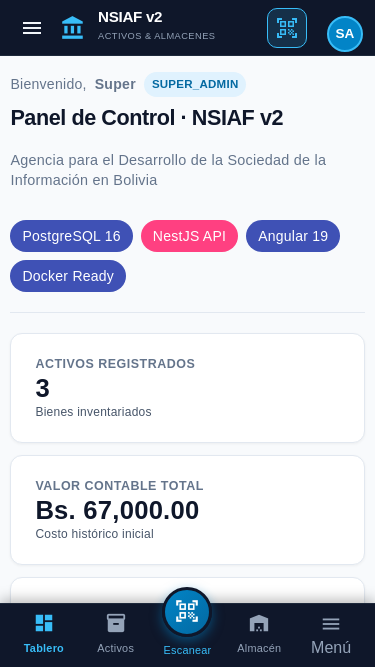 NSIAF v2
ACTIVOS & ALMACENES
SA
Bienvenido, Super SUPER_ADMIN
Panel de Control · NSIAF v2
Agencia para el Desarrollo de la Sociedad de la
Información en Bolivia
PostgreSQL 16 NestJS API Angular 19
Docker Ready
ACTIVOS REGISTRADOS
3
Bienes inventariados
VALOR CONTABLE TOTAL
Bs. 67,000.00
Costo histórico inicial
Tablero Activos Escanear Almacén Menú